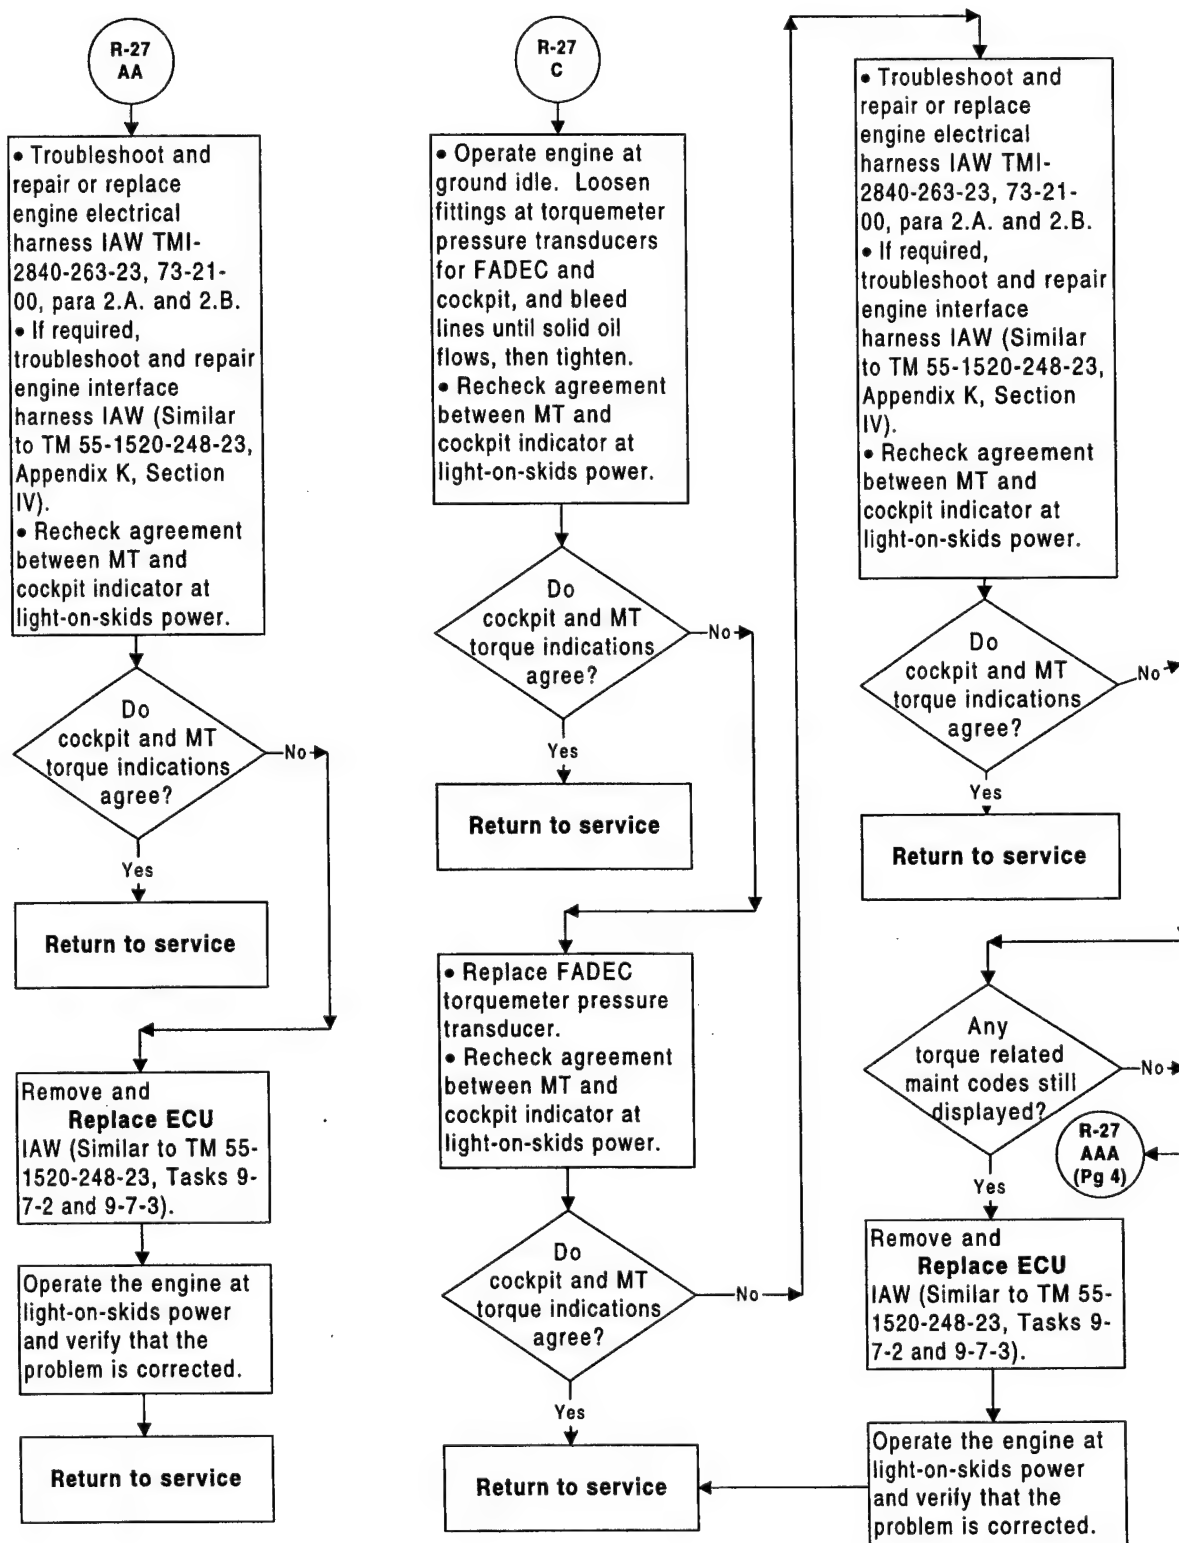 R-27
AA
• Troubleshoot and
repair or replace
engine electrical
harness IAW TMI-
2840-263-23, 73-21-
00, para 2.A. and 2.B.
• If required,
troubleshoot and repair
engine interface
harness IAW (Similar
to TM 55-1520-248-23,
Appendix K, Section
IV).
• Recheck agreement
between MT and
cockpit indicator at
light-on-skids power.
Do
cockpit and MT
torque indications
agree?
No
Yes
Return to service
Remove and
Replace ECU
IAW (Similar to TM 55-
1520-248-23, Tasks 9-
7-2 and 9-7-3).
Operate the engine at
light-on-skids power
and verify that the
problem is corrected.
Return to service
R-27
C
• Operate engine at
ground idle. Loosen
fittings at torquemeter
pressure transducers
for FADEC and
cockpit, and bleed
lines until solid oil
flows, then tighten.
• Recheck agreement
between MT and
cockpit indicator at
light-on-skids power.
Do
cockpit and MT
torque indications
agree?
No
Yes
Return to service
• Replace FADEC
torquemeter pressure
transducer.
• Recheck agreement
between MT and
cockpit indicator at
light-on-skids power.
Do
cockpit and MT
torque indications
agree?
No
Yes
Return to service
• Troubleshoot and
repair or replace
engine electrical
harness IAW TMI-
2840-263-23, 73-21-
00, para 2.A. and 2.B.
• If required,
troubleshoot and repair
engine interface
harness IAW (Similar
to TM 55-1520-248-23,
Appendix K, Section
IV).
• Recheck agreement
between MT and
cockpit indicator at
light-on-skids power.
Do
cockpit and MT
torque indications
agree?
No
Yes
Return to service
Any
torque related
maint codes still
displayed?
No
R-27
AAA
(Pg 4)
Yes
Remove and
Replace ECU
IAW (Similar to TM 55-
1520-248-23, Tasks 9-
7-2 and 9-7-3).
Operate the engine at
light-on-skids power
and verify that the
problem is corrected.